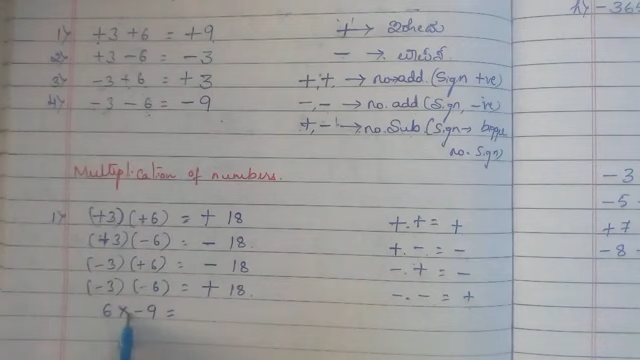 1) +3 +6 = +9
2) +3 -6 = -3
3) -3 +6 = +3
4) -3 -6 = -9
+ →
- →
+,+, → no. add. (Sign +ve)
-,- → no. add (Sign, -ve)
+,- → no. Sub. (Sign →
no. sign)
h) -365
Multiplication of numbers.
1) (+3)(+6) = + 18
(+3)(-6) = - 18
(-3)(+6) = - 18
(-3)(-6) = + 18.
6 x -9 =
+.+ = +
+.- = -
-.+ = -
-.- = +
-3
-5
+7
-8